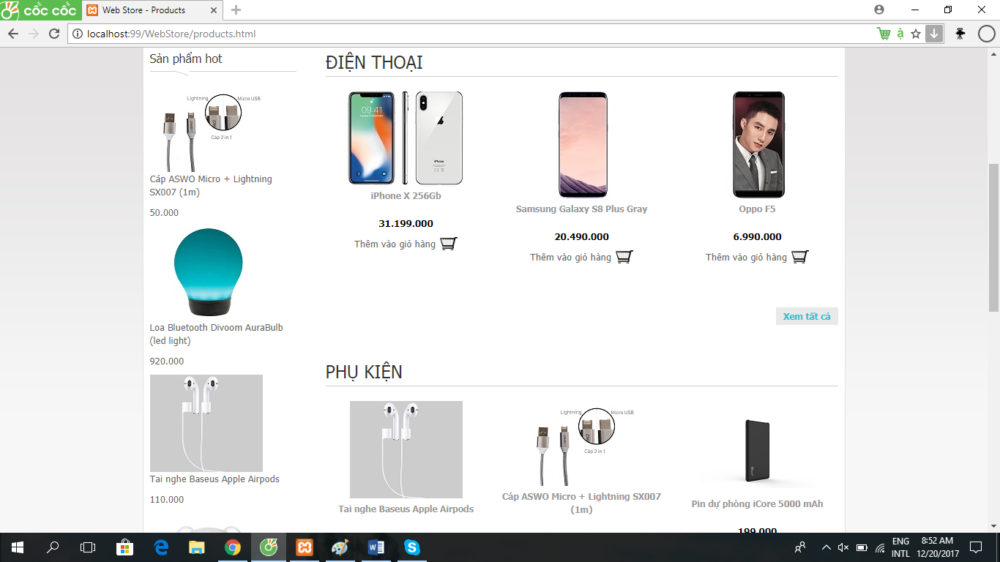 cốc cốc
Web Store - Products
localhost:99/WebStore/products.html
Sản phẩm hot
Lightning
Micro USB
Cáp 2 in 1
Cáp ASWO Micro + Lightning
SX007 (1m)
50.000
Loa Bluetooth Divoom AuraBulb
(led light)
920.000
Tai nghe Baseus Apple Airpods
110.000
ĐIỆN THOẠI
09:41
iPhone
iPhone X 256Gb
31.199.000
Thêm vào giỏ hàng
Samsung Galaxy S8 Plus Gray
20.490.000
Thêm vào giỏ hàng
Oppo F5
6.990.000
Thêm vào giỏ hàng
Xem tất cả
PHỤ KIỆN
Tai nghe Baseus Apple Airpods
Lightning
Micro USB
Cáp 2 in 1
Cáp ASWO Micro + Lightning SX007
(1m)
Pin dự phòng iCore 5000 mAh
199.000
ENG
INTL
8:52 AM
12/20/2017